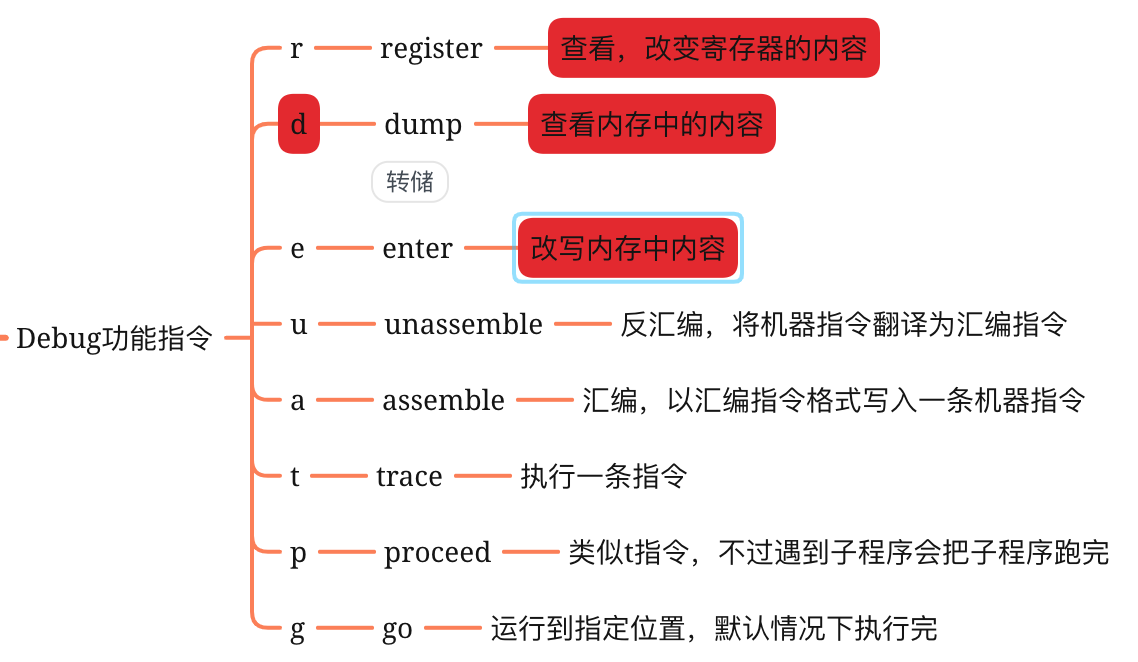 r register 查看，改变寄存器的内容
d dump 查看内存中的内容
转储
e enter 改写内存中内容
u unassemble 反汇编，将机器指令翻译为汇编指令
Debug功能指令
a assemble 汇编，以汇编指令格式写入一条机器指令
t trace 执行一条指令
p proceed 类似t指令，不过遇到子程序会把子程序跑完
g go 运行到指定位置，默认情况下执行完